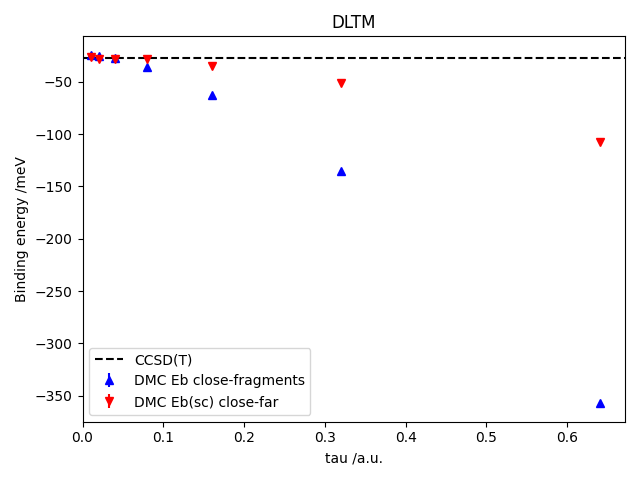 DLTM
Binding energy /meV
−50
−100
−150
−200
−250
−300
−350
CCSD(T)
DMC Eb close-fragments
DMC Eb(sc) close-far
0.0 0.1 0.2 0.3 0.4 0.5 0.6
tau /a.u.